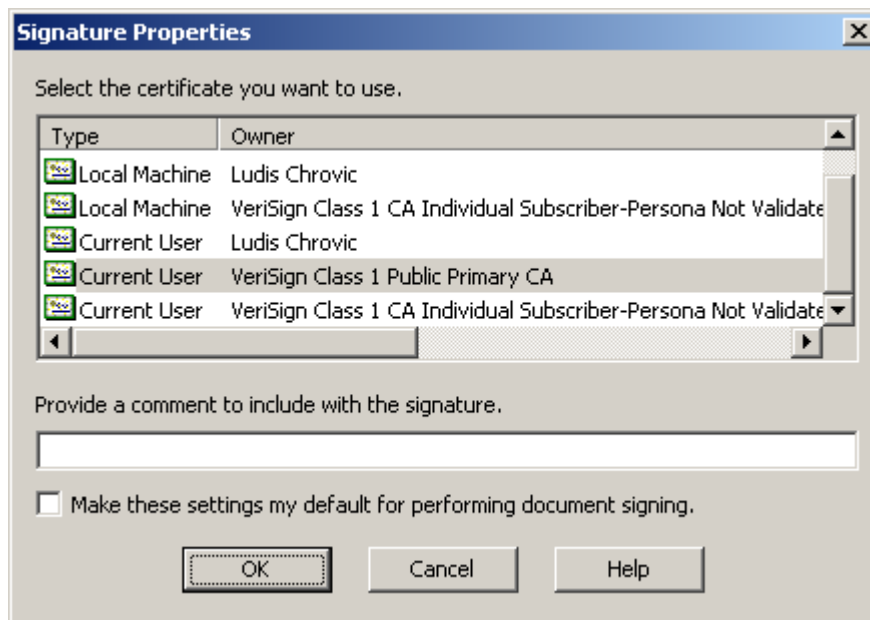 Signature Properties
Select the certificate you want to use.
Type Owner
Local Machine Ludis Chrovic
Local Machine VeriSign Class 1 CA Individual Subscriber-Persona Not Validate
Current User Ludis Chrovic
Current User VeriSign Class 1 Public Primary CA
Current User VeriSign Class 1 CA Individual Subscriber-Persona Not Validate
Provide a comment to include with the signature.
Make these settings my default for performing document signing.
OK Cancel Help